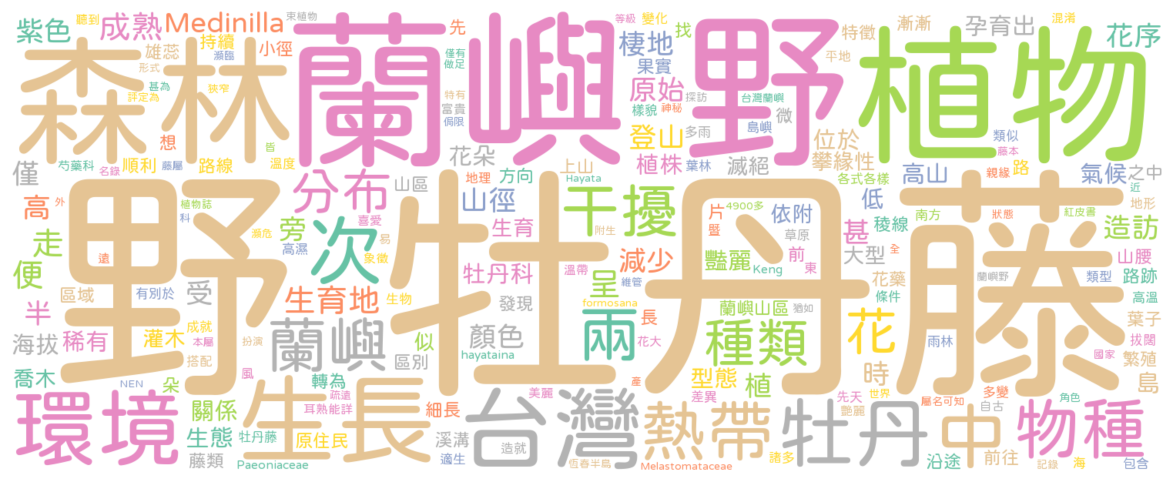 紫色 聽到 成熟 Medinilla 束植物 蘭嶼野 先 僅有 做足 等級 變化 找 特徵 漸漸 混淆 孕育出 花序
雄蕊 持續 小徑 瀕臨 棲地 果實 平地 植物
森林 形式 甚為 評定為 狹窄 特有 原始 探訪 台灣蘭嶼 樣貌 神秘 島嶼 微 類似
想 皆 富貴 侷限 登山 多雨 位於 藤本
僅 芍藥科 名錄 順利 藤屬 路線 溫度 花朵 上山 Hayata 植株 葉林 滅絕 攀緣性 各式各樣 高山 親緣 路 氣候 之中 近
高 外 植物誌 科 分布 山區 地理 方向 干擾 片 4900多 依附 低 南方 狀態 紅皮書 地形
野牡丹藤
走 遠 瀕危 次 旁 喜愛 山徑 易 生育 附生 暨 豔麗 草原 甚 稜線 全 造訪
便 區域 有別於 受 高濕 象徵 牡丹科 溫帶 減少 前 東 大型 類型 山腰
半 生育地 生物 發現 呈 維管 Keng 花藥 條件 蘭嶼野 路跡 高溫
海拔 稀有 灌木 成就 本屬 蘭嶼 顏色 似 formosana 兩 長 蘭嶼山區 猶如 種類 花 葉子 拔闊
喬木 搭配 扮演 區別 hayataina 花大 雨林 國家 繁殖
NEN 朵 風 轉為 疏遠 美麗 產 型態 差異 植 先天 世界 時 多變 角色 島
環境 關係 生長 耳熟能詳 細長 台灣 熱帶 艷麗 牡丹 屬名可知 自古 中 物種
生態 牡丹藤 原住民 溪溝 造就
藤類 Paeoniaceae 適生 恆春半島 Melastomataceae 諸多 沿途 前往 記錄 海 包含